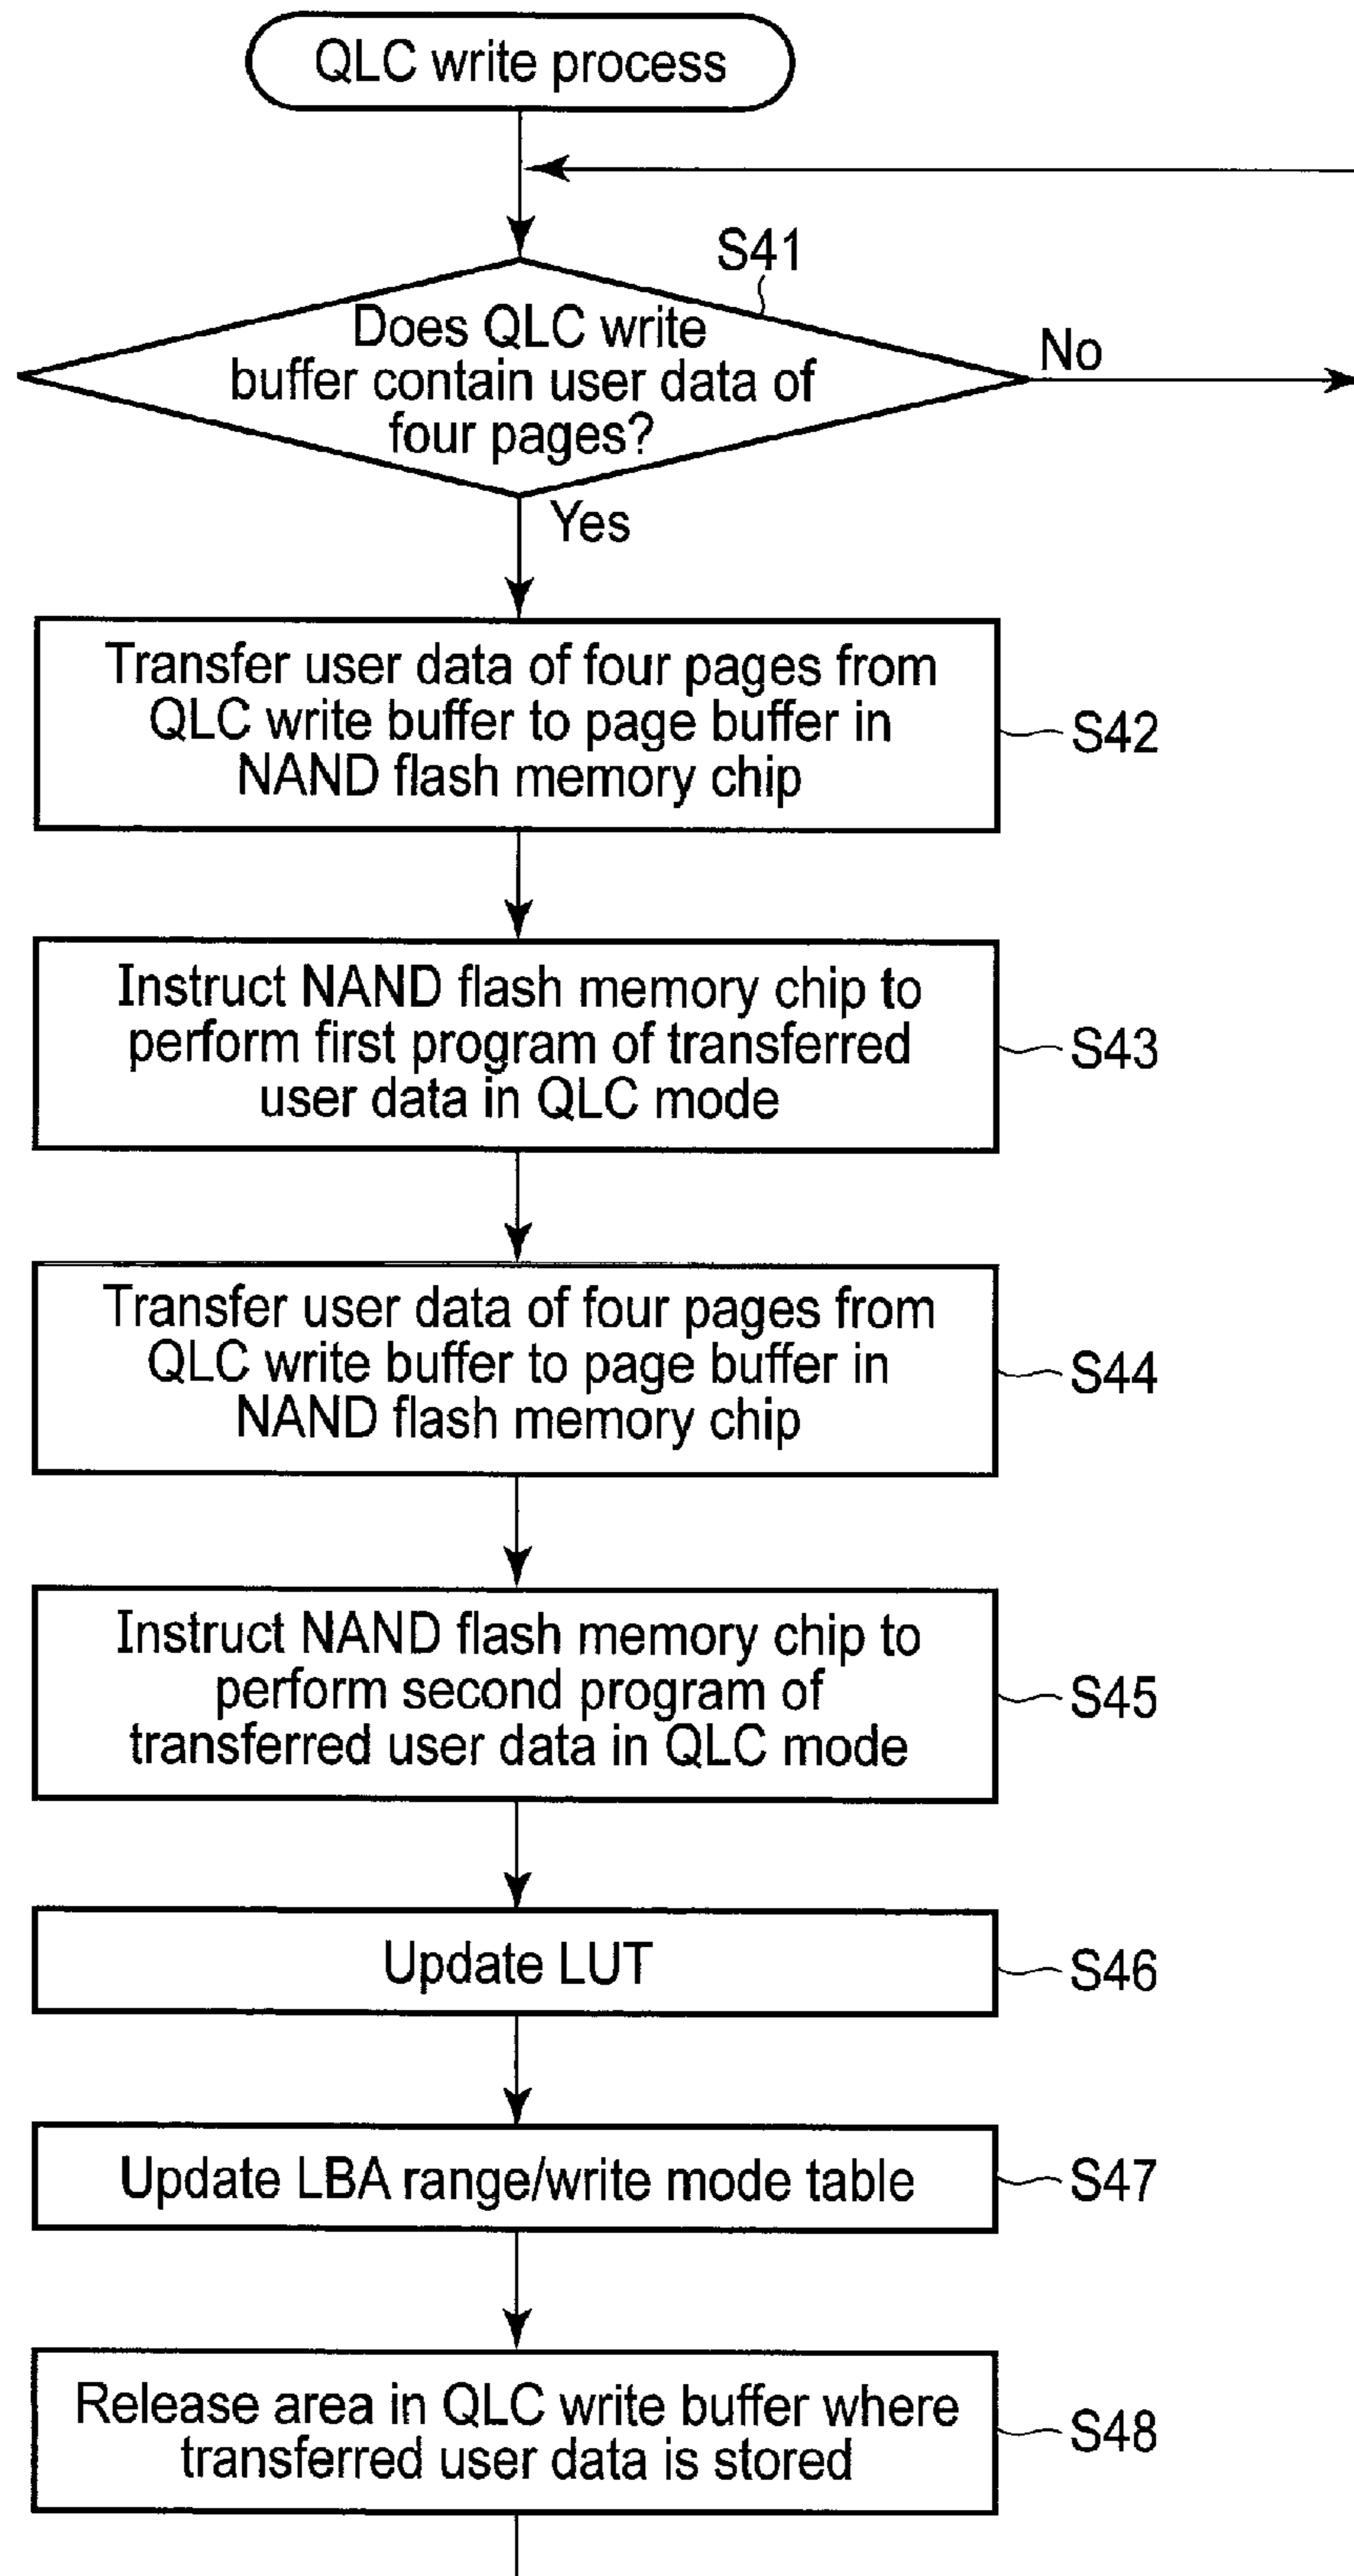 QLC write process
S41
Does QLC write
buffer contain user data of
four pages?
No
Yes
Transfer user data of four pages from
QLC write buffer to page buffer in
NAND flash memory chip
S42
Instruct NAND flash memory chip to
perform first program of transferred
user data in QLC mode
S43
Transfer user data of four pages from
QLC write buffer to page buffer in
NAND flash memory chip
S44
Instruct NAND flash memory chip to
perform second program of
transferred user data in QLC mode
S45
Update LUT
S46
Update LBA range/write mode table
S47
Release area in QLC write buffer where
transferred user data is stored
S48